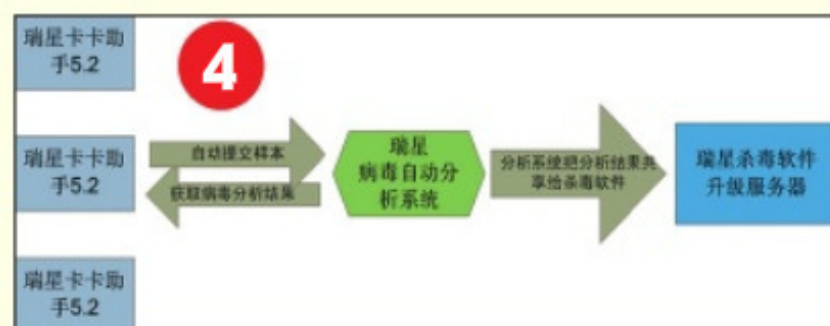 瑞星卡卡助
手5.2
4
瑞星卡卡助
手5.2
自动提交样本
获取病毒分析结果
瑞星
病毒自动分
析系统
分析系统把分析结果共
享给杀毒软件
瑞星杀毒软件
升级服务器
瑞星卡卡助
手5.2